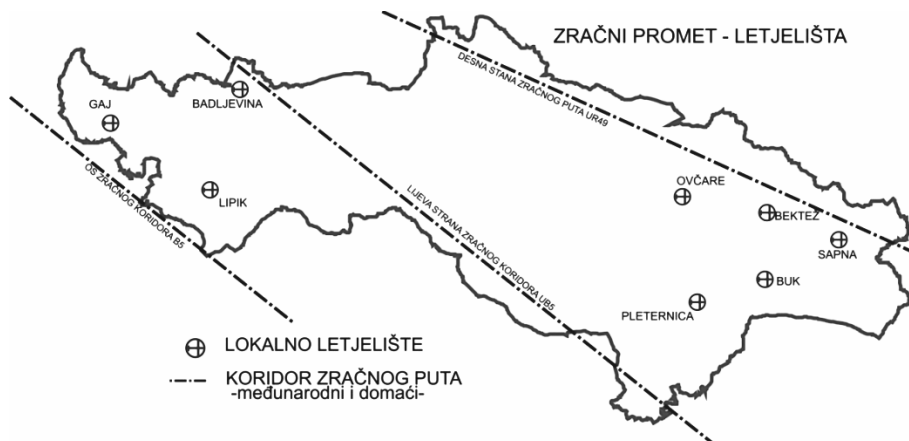 ZRAČNI PROMET - LETJELIŠTA
DESNA STANA ZRAČNOG PUTA UR49
GAJ
BADLJEVINA
LIPIK
OS ZRAČNOG KORIDORA B5
LIJEVA STRANA ZRAČNOG KORIDORA UB5
OVČARE
BEKTEŽ
SAPNA
BUK
PLETERNICA
LOKALNO LETJELIŠTE
KORIDOR ZRAČNOG PUTA
-međunarodni i domaći-